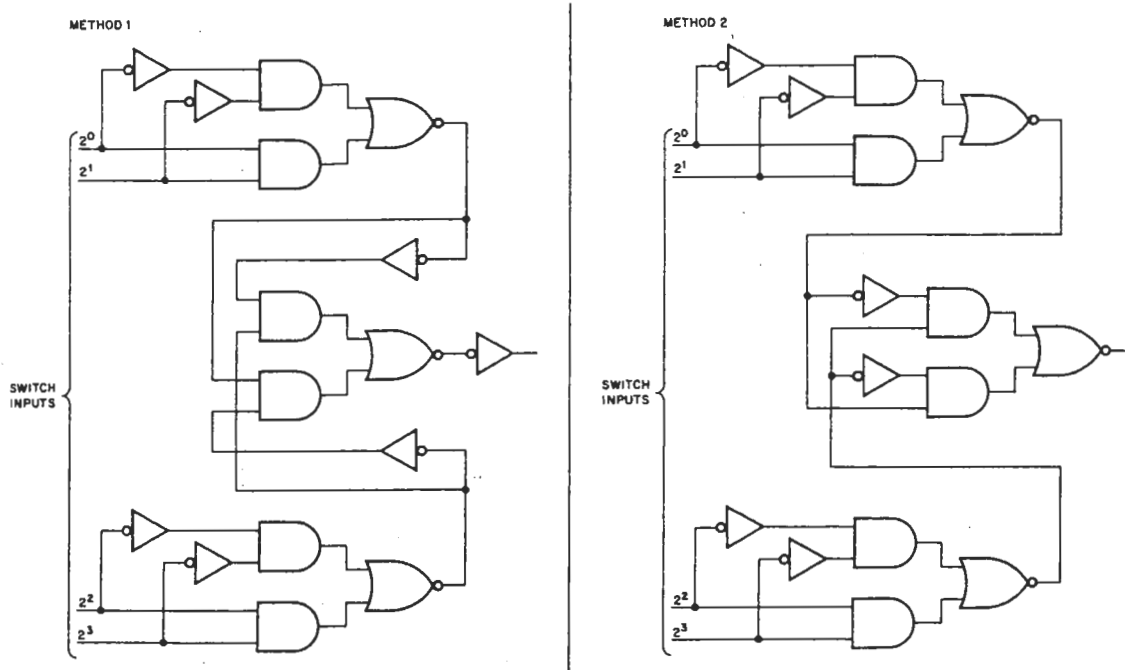 METHOD 1
2⁰
2¹
SWITCH
INPUTS
2²
2³
METHOD 2
2⁰
2¹
SWITCH
INPUTS
2²
2³